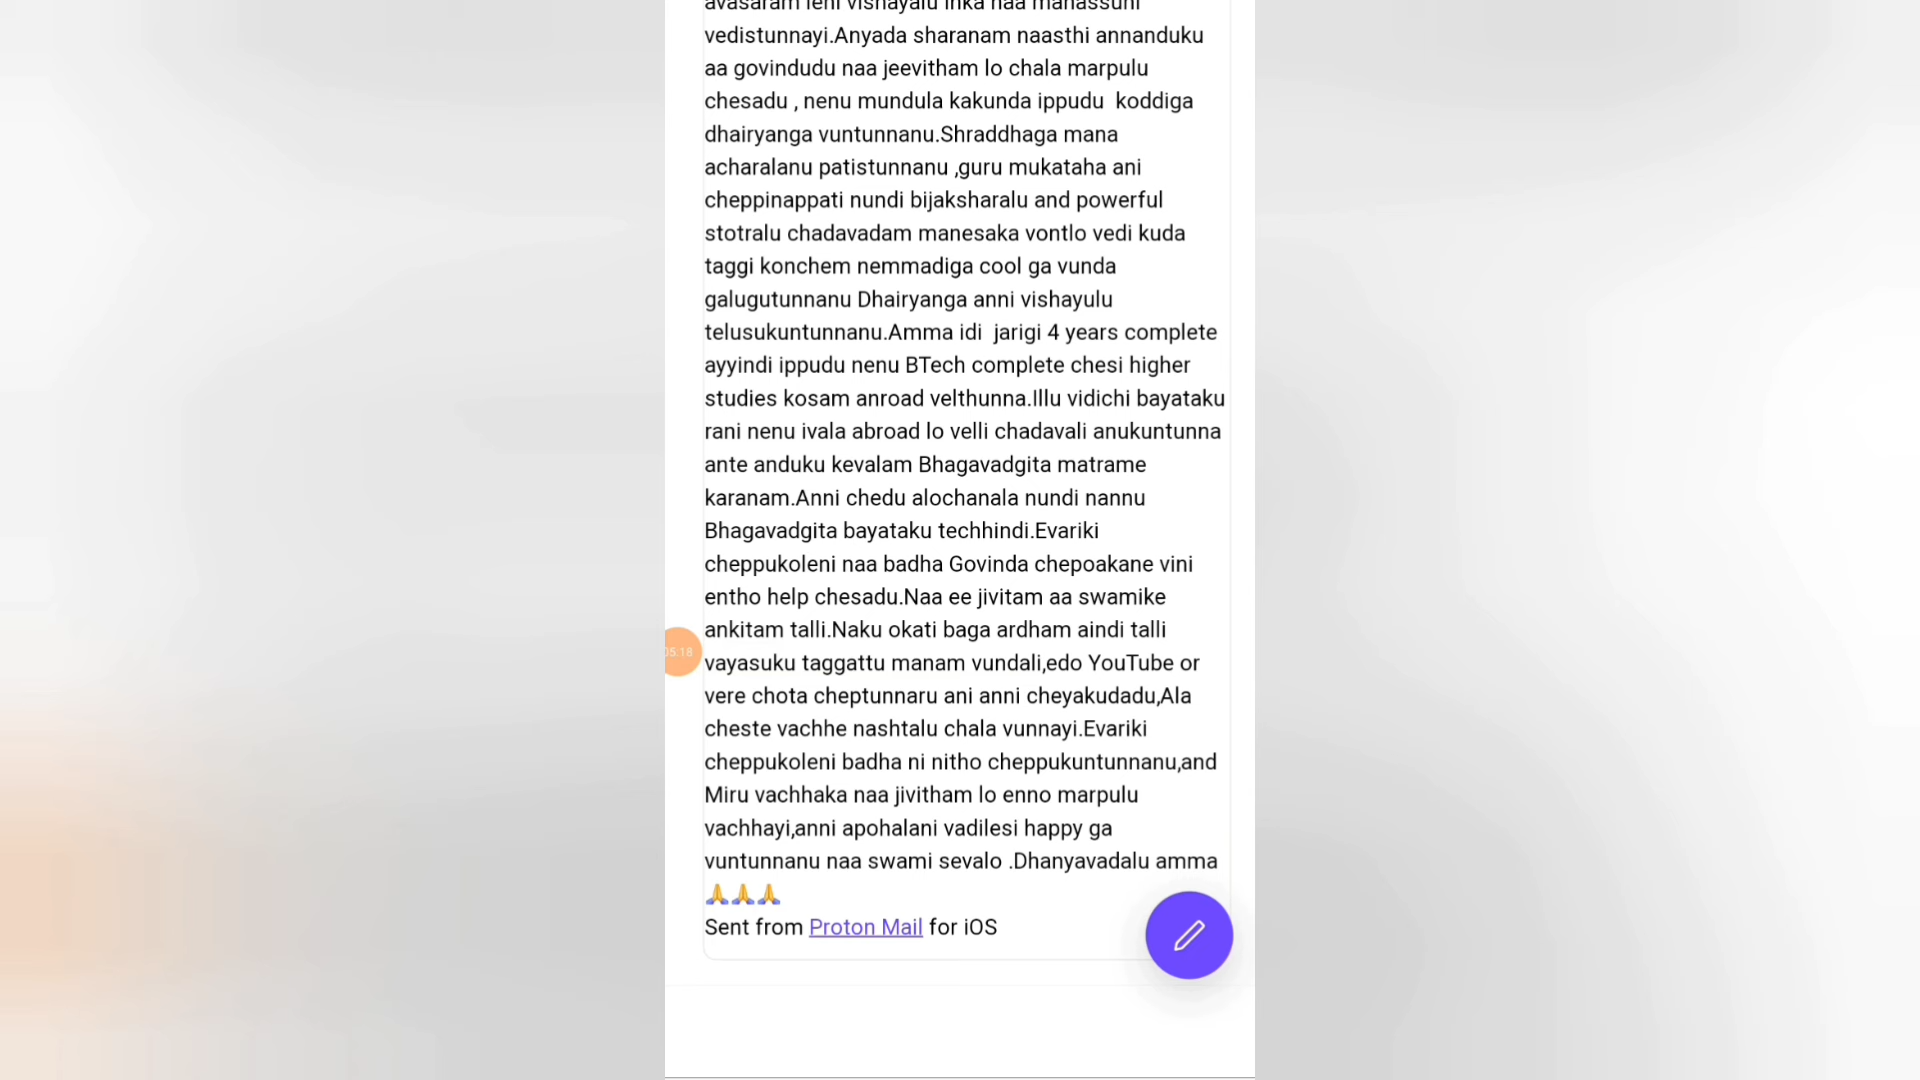 avasaram leni vishayalu inka naa manassuni
vedistunnayi.Anyada sharanam naasthi annanduku
aa govindudu naa jeevitham lo chala marpulu
chesadu , nenu mundula kakunda ippudu  koddiga
dhairyanga vuntunnanu.Shraddhaga mana
acharalanu patistunnanu ,guru mukataha ani
cheppinappati nundi bijaksharalu and powerful
stotralu chadavadam manesaka vontlo vedi kuda
taggi konchem nemmadiga cool ga vunda
galugutunnanu Dhairyanga anni vishayulu
telusukuntunnanu.Amma idi  jarigi 4 years complete
ayyindi ippudu nenu BTech complete chesi higher
studies kosam anroad velthunna.Illu vidichi bayataku
rani nenu ivala abroad lo velli chadavali anukuntunna
ante anduku kevalam Bhagavadgita matrame
karanam.Anni chedu alochanala nundi nannu
Bhagavadgita bayataku techhindi.Evariki
cheppukoleni naa badha Govinda chepoakane vini
entho help chesadu.Naa ee jivitam aa swamike
ankitam talli.Naku okati baga ardham aindi talli
05:18
vayasuku taggattu manam vundali,edo YouTube or
vere chota cheptunnaru ani anni cheyakudadu,Ala
cheste vachhe nashtalu chala vunnayi.Evariki
cheppukoleni badha ni nitho cheppukuntunnanu,and
Miru vachhaka naa jivitham lo enno marpulu
vachhayi,anni apohalani vadilesi happy ga
vuntunnanu naa swami sevalo .Dhanyavadalu amma
🙏🙏🙏
Sent from Proton Mail for iOS